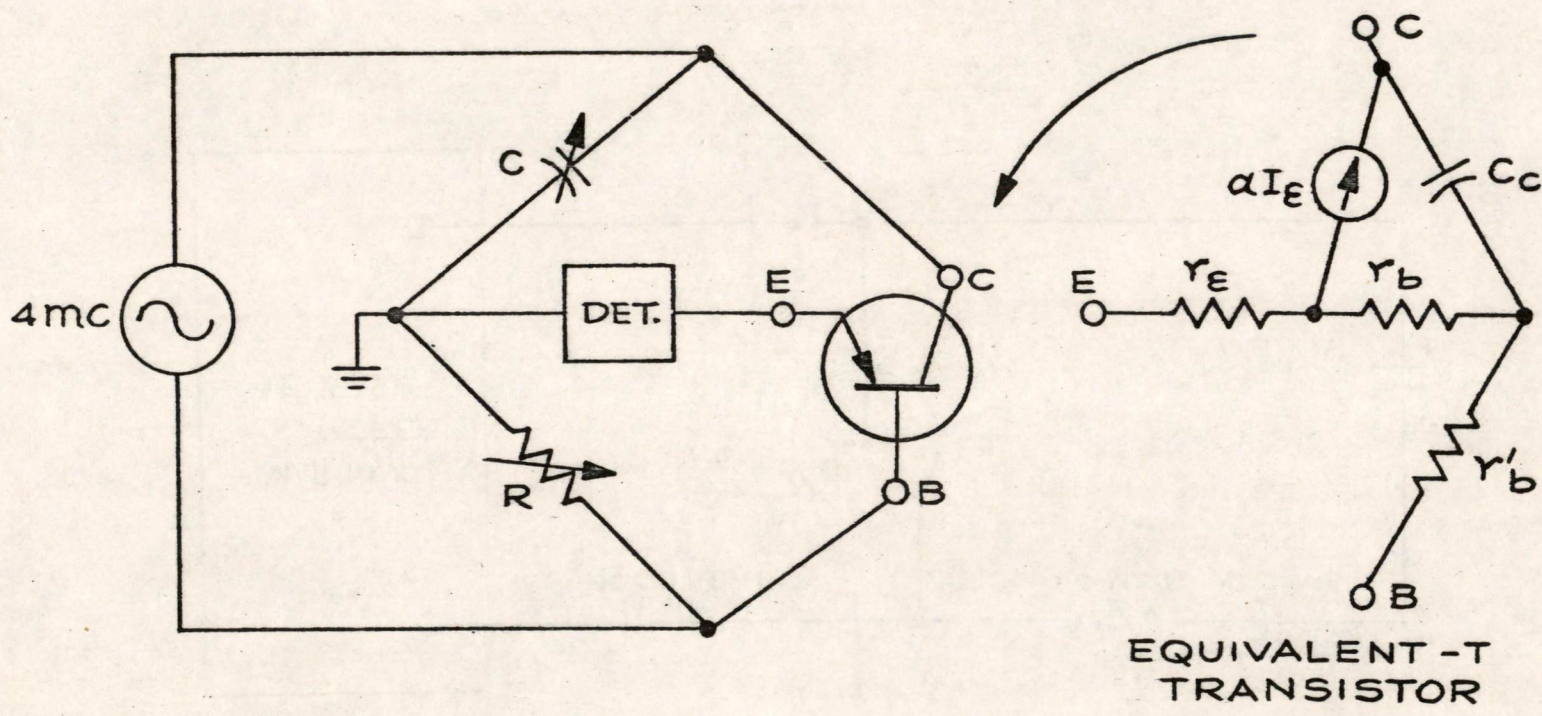 4mc
C
DET.
E
C
R
B
C
αIε
Cc
E
rε
rb
r'b
B
EQUIVALENT-T
TRANSISTOR